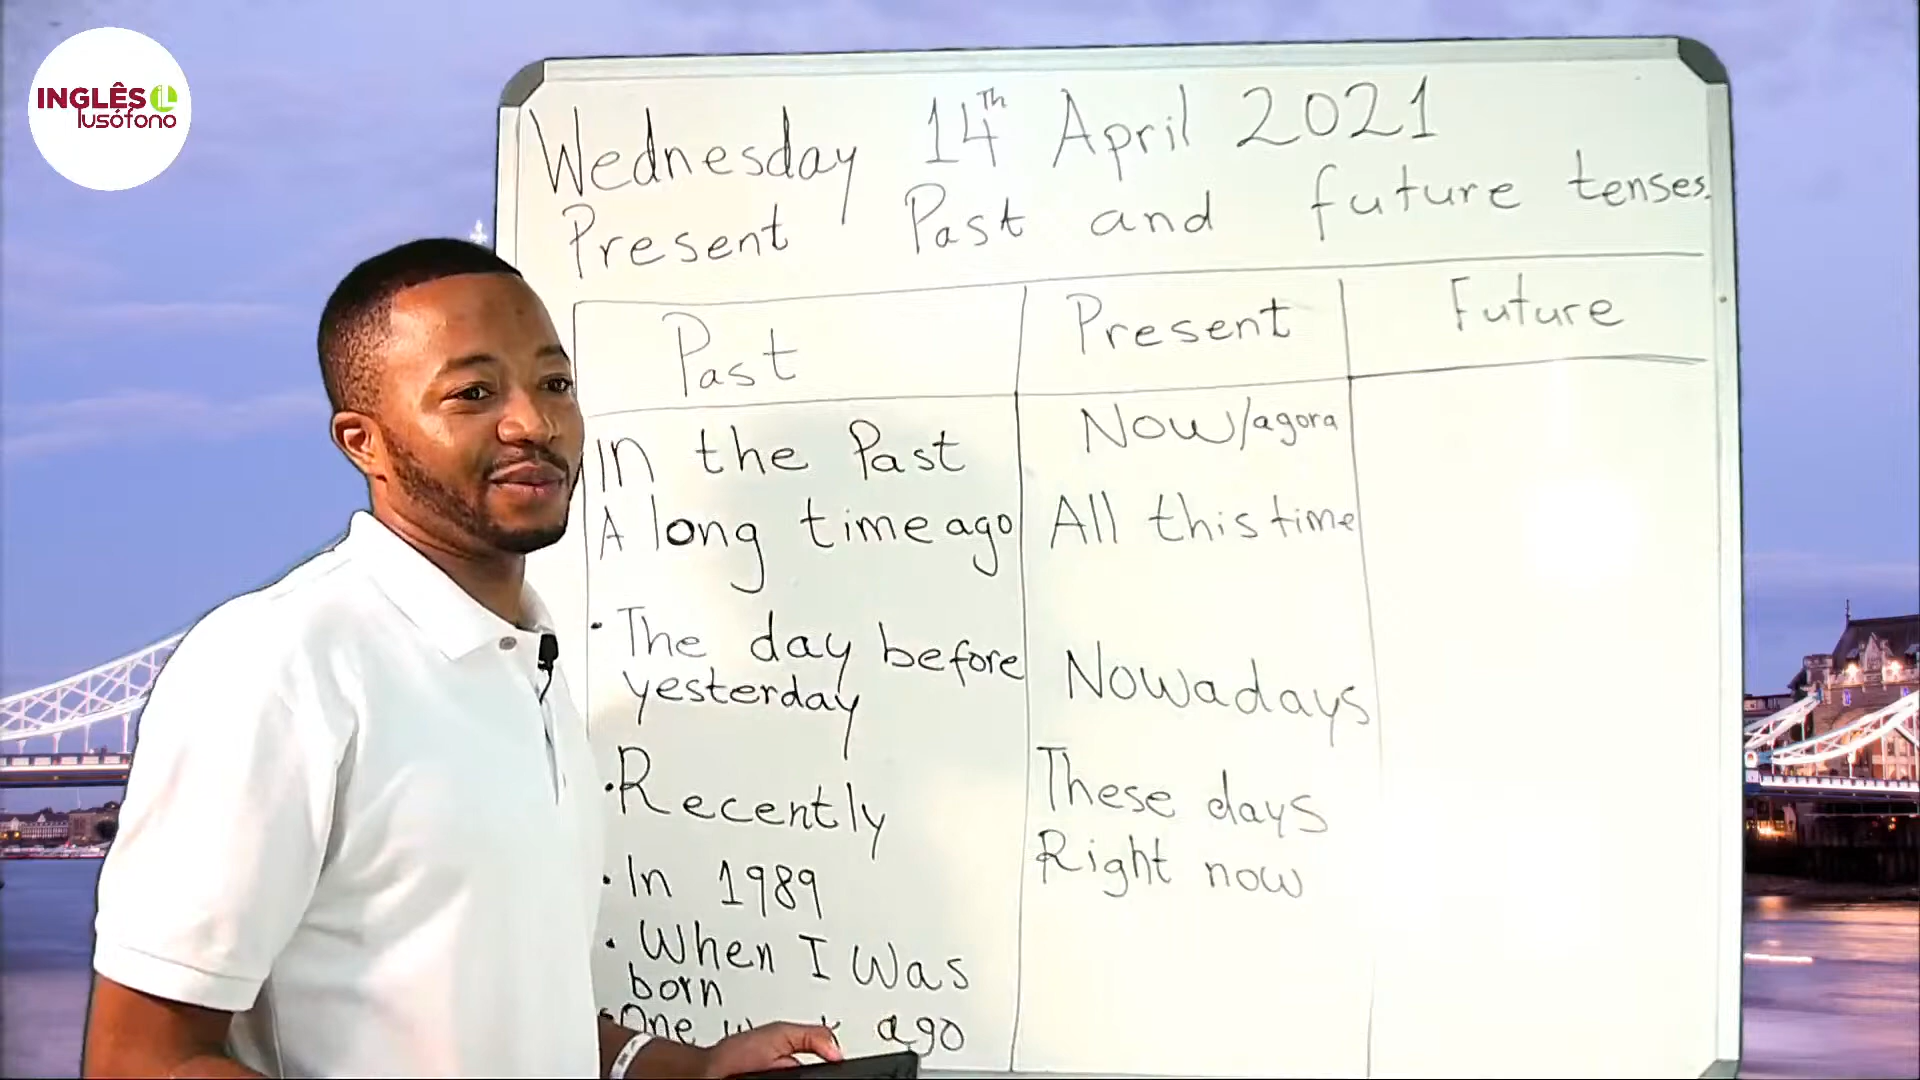 INGLÊS
lusófono
Wednesday 14Th April 2021
Present Past and future tenses.
Past
Present
Future
In the Past
A long time ago
• The day before
yesterday
• Recently
• In 1989
• When I Was
born
• One ago
Now/agora
All this time
Nowadays
These days
Right now